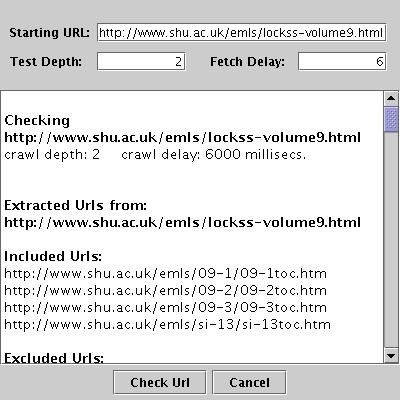 Starting URL: http://www.shu.ac.uk/emls/lockss-volume9.html
Test Depth: 2 Fetch Delay: 6
Checking
http://www.shu.ac.uk/emls/lockss-volume9.html
crawl depth: 2 crawl delay: 6000 millisecs.
Extracted Urls from:
http://www.shu.ac.uk/emls/lockss-volume9.html
Included Urls:
http://www.shu.ac.uk/emls/09-1/09-1toc.htm
http://www.shu.ac.uk/emls/09-2/09-2toc.htm
http://www.shu.ac.uk/emls/09-3/09-3toc.htm
http://www.shu.ac.uk/emls/si-13/si-13toc.htm
Excluded Urls:
Check Url Cancel